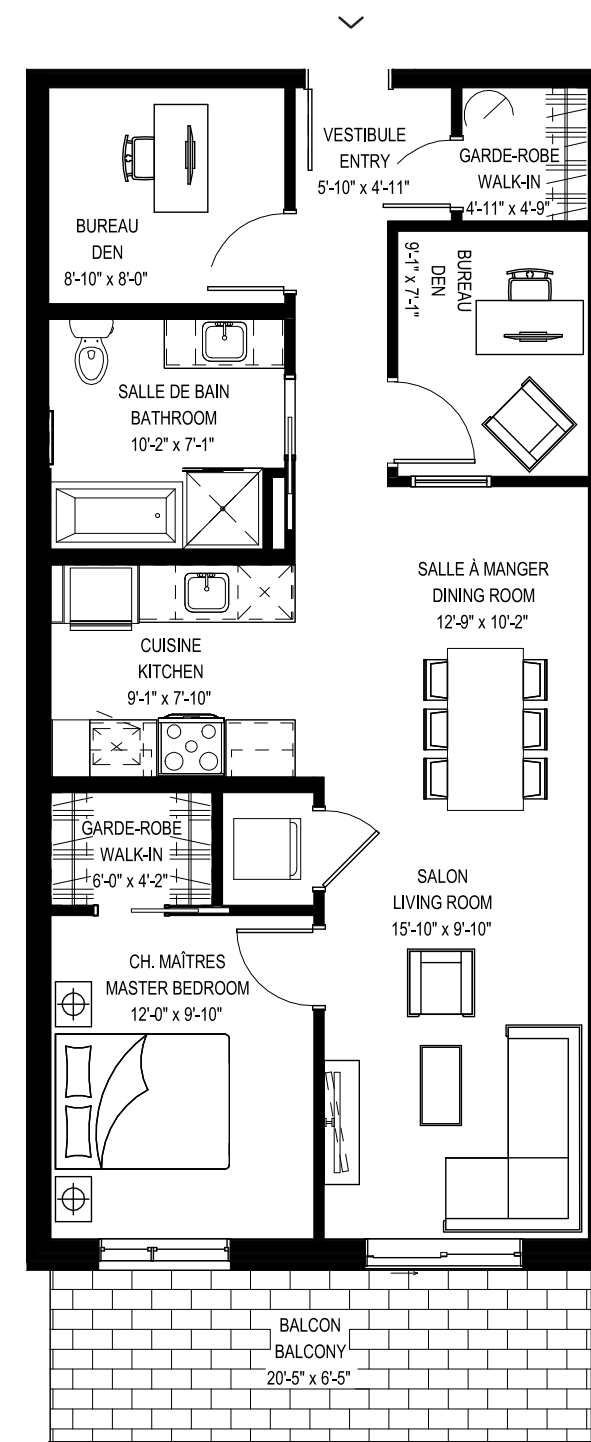 VESTIBULE
ENTRY
5'-10" x 4'-11"
GARDE-ROBE
WALK-IN
4'-11" x 4'-9"
BUREAU
DEN
8'-10" x 8'-0"
BUREAU
DEN
9'-1" x 7'-1"
SALLE DE BAIN
BATHROOM
10'-2" x 7'-1"
SALLE À MANGER
DINING ROOM
12'-9" x 10'-2"
CUISINE
KITCHEN
9'-1" x 7'-10"
GARDE-ROBE
WALK-IN
6'-0" x 4'-2"
SALON
LIVING ROOM
15'-10" x 9'-10"
CH. MAÎTRES
MASTER BEDROOM
12'-0" x 9'-10"
BALCON
BALCONY
20'-5" x 6'-5"